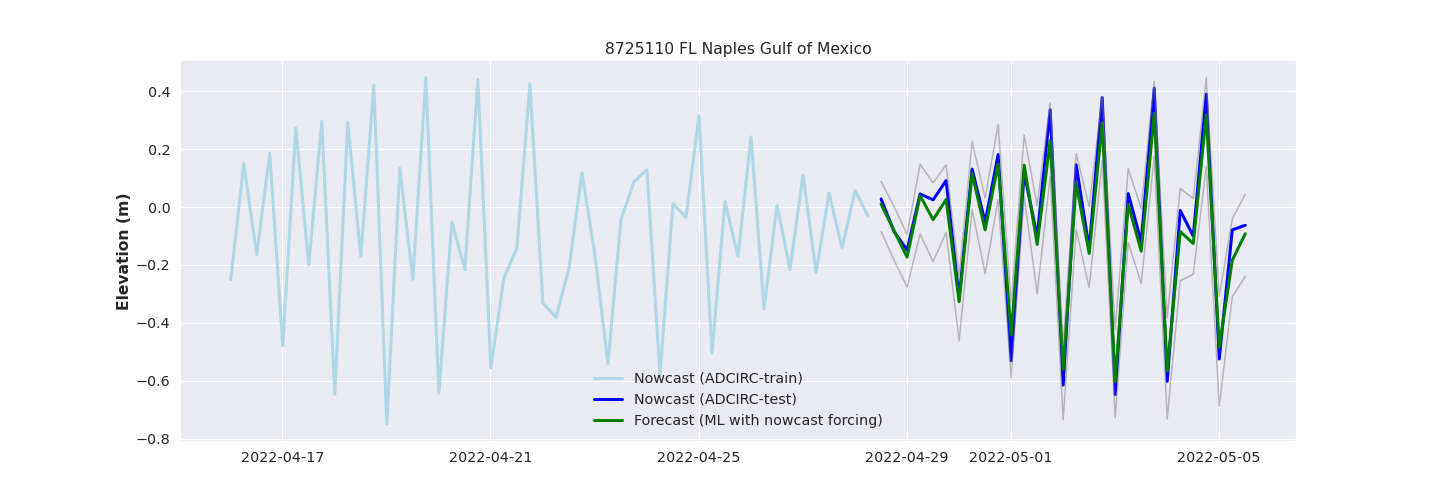 8725110 FL Naples Gulf of Mexico
Elevation (m)
0.4
0.2
0.0
−0.2
−0.4
−0.6
−0.8
Nowcast (ADCIRC-train)
Nowcast (ADCIRC-test)
Forecast (ML with nowcast forcing)
2022-04-17 2022-04-21 2022-04-25 2022-04-29 2022-05-01 2022-05-05